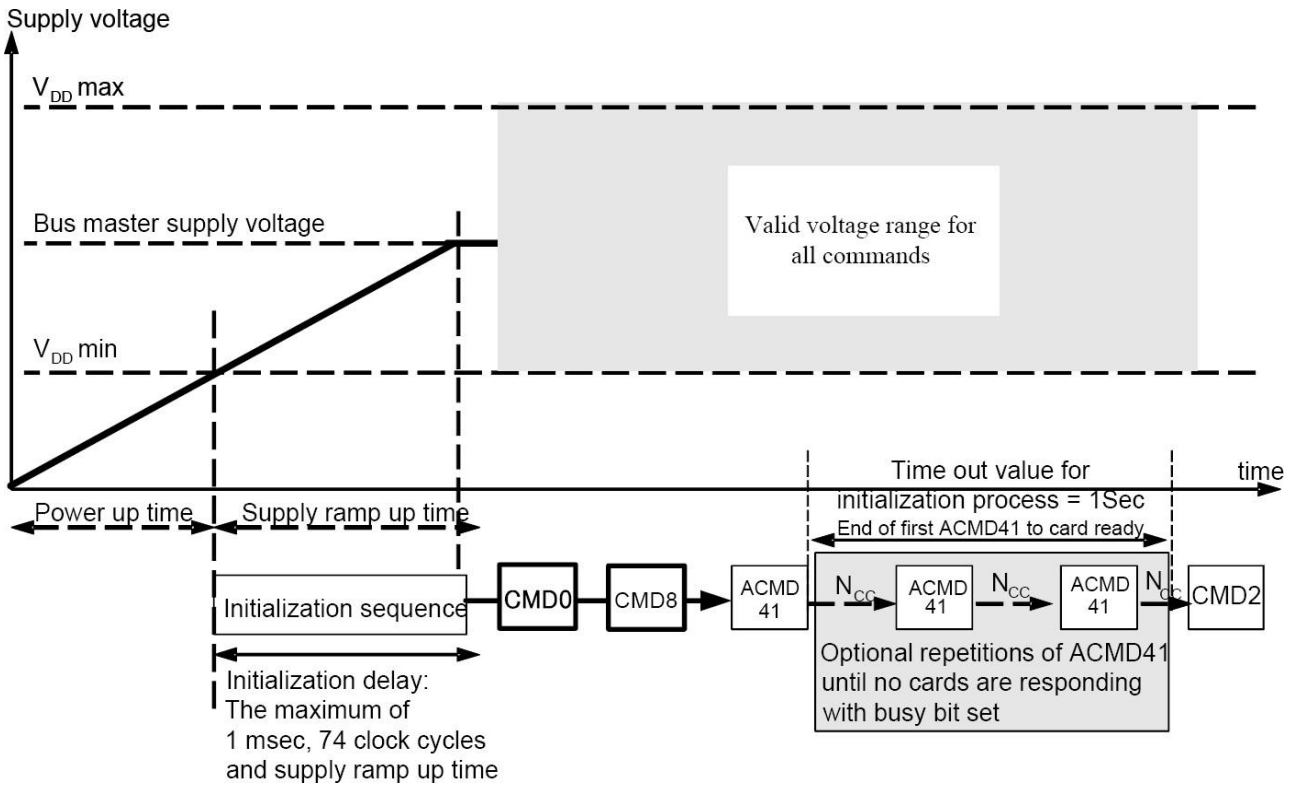 Supply voltage
V_DD max
Bus master supply voltage
Valid voltage range for
all commands
V_DD min
Time out value for
initialization process = 1Sec
End of first ACMD41 to card ready
time
Power up time
Supply ramp up time
Initialization sequence
CMD0
CMD8
ACMD
41
N_CC
ACMD
41
N_CC
ACMD
41
N_CC
CMD2
Optional repetitions of ACMD41
until no cards are responding
with busy bit set
Initialization delay:
The maximum of
1 msec, 74 clock cycles
and supply ramp up time